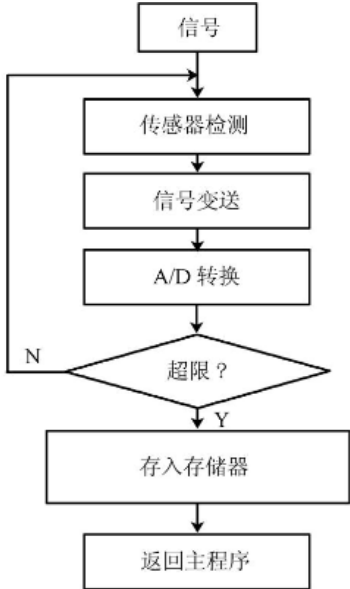 信号
传感器检测
信号变送
A/D 转换
超限？
N
Y
存入存储器
返回主程序